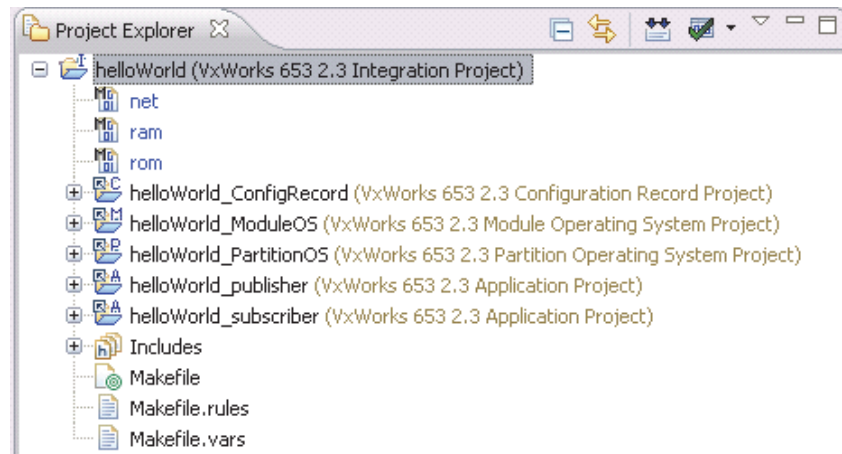 Project Explorer
helloWorld (VxWorks 653 2.3 Integration Project)
net
ram
rom
helloWorld_ConfigRecord (VxWorks 653 2.3 Configuration Record Project)
helloWorld_ModuleOS (VxWorks 653 2.3 Module Operating System Project)
helloWorld_PartitionOS (VxWorks 653 2.3 Partition Operating System Project)
helloWorld_publisher (VxWorks 653 2.3 Application Project)
helloWorld_subscriber (VxWorks 653 2.3 Application Project)
Includes
Makefile
Makefile.rules
Makefile.vars